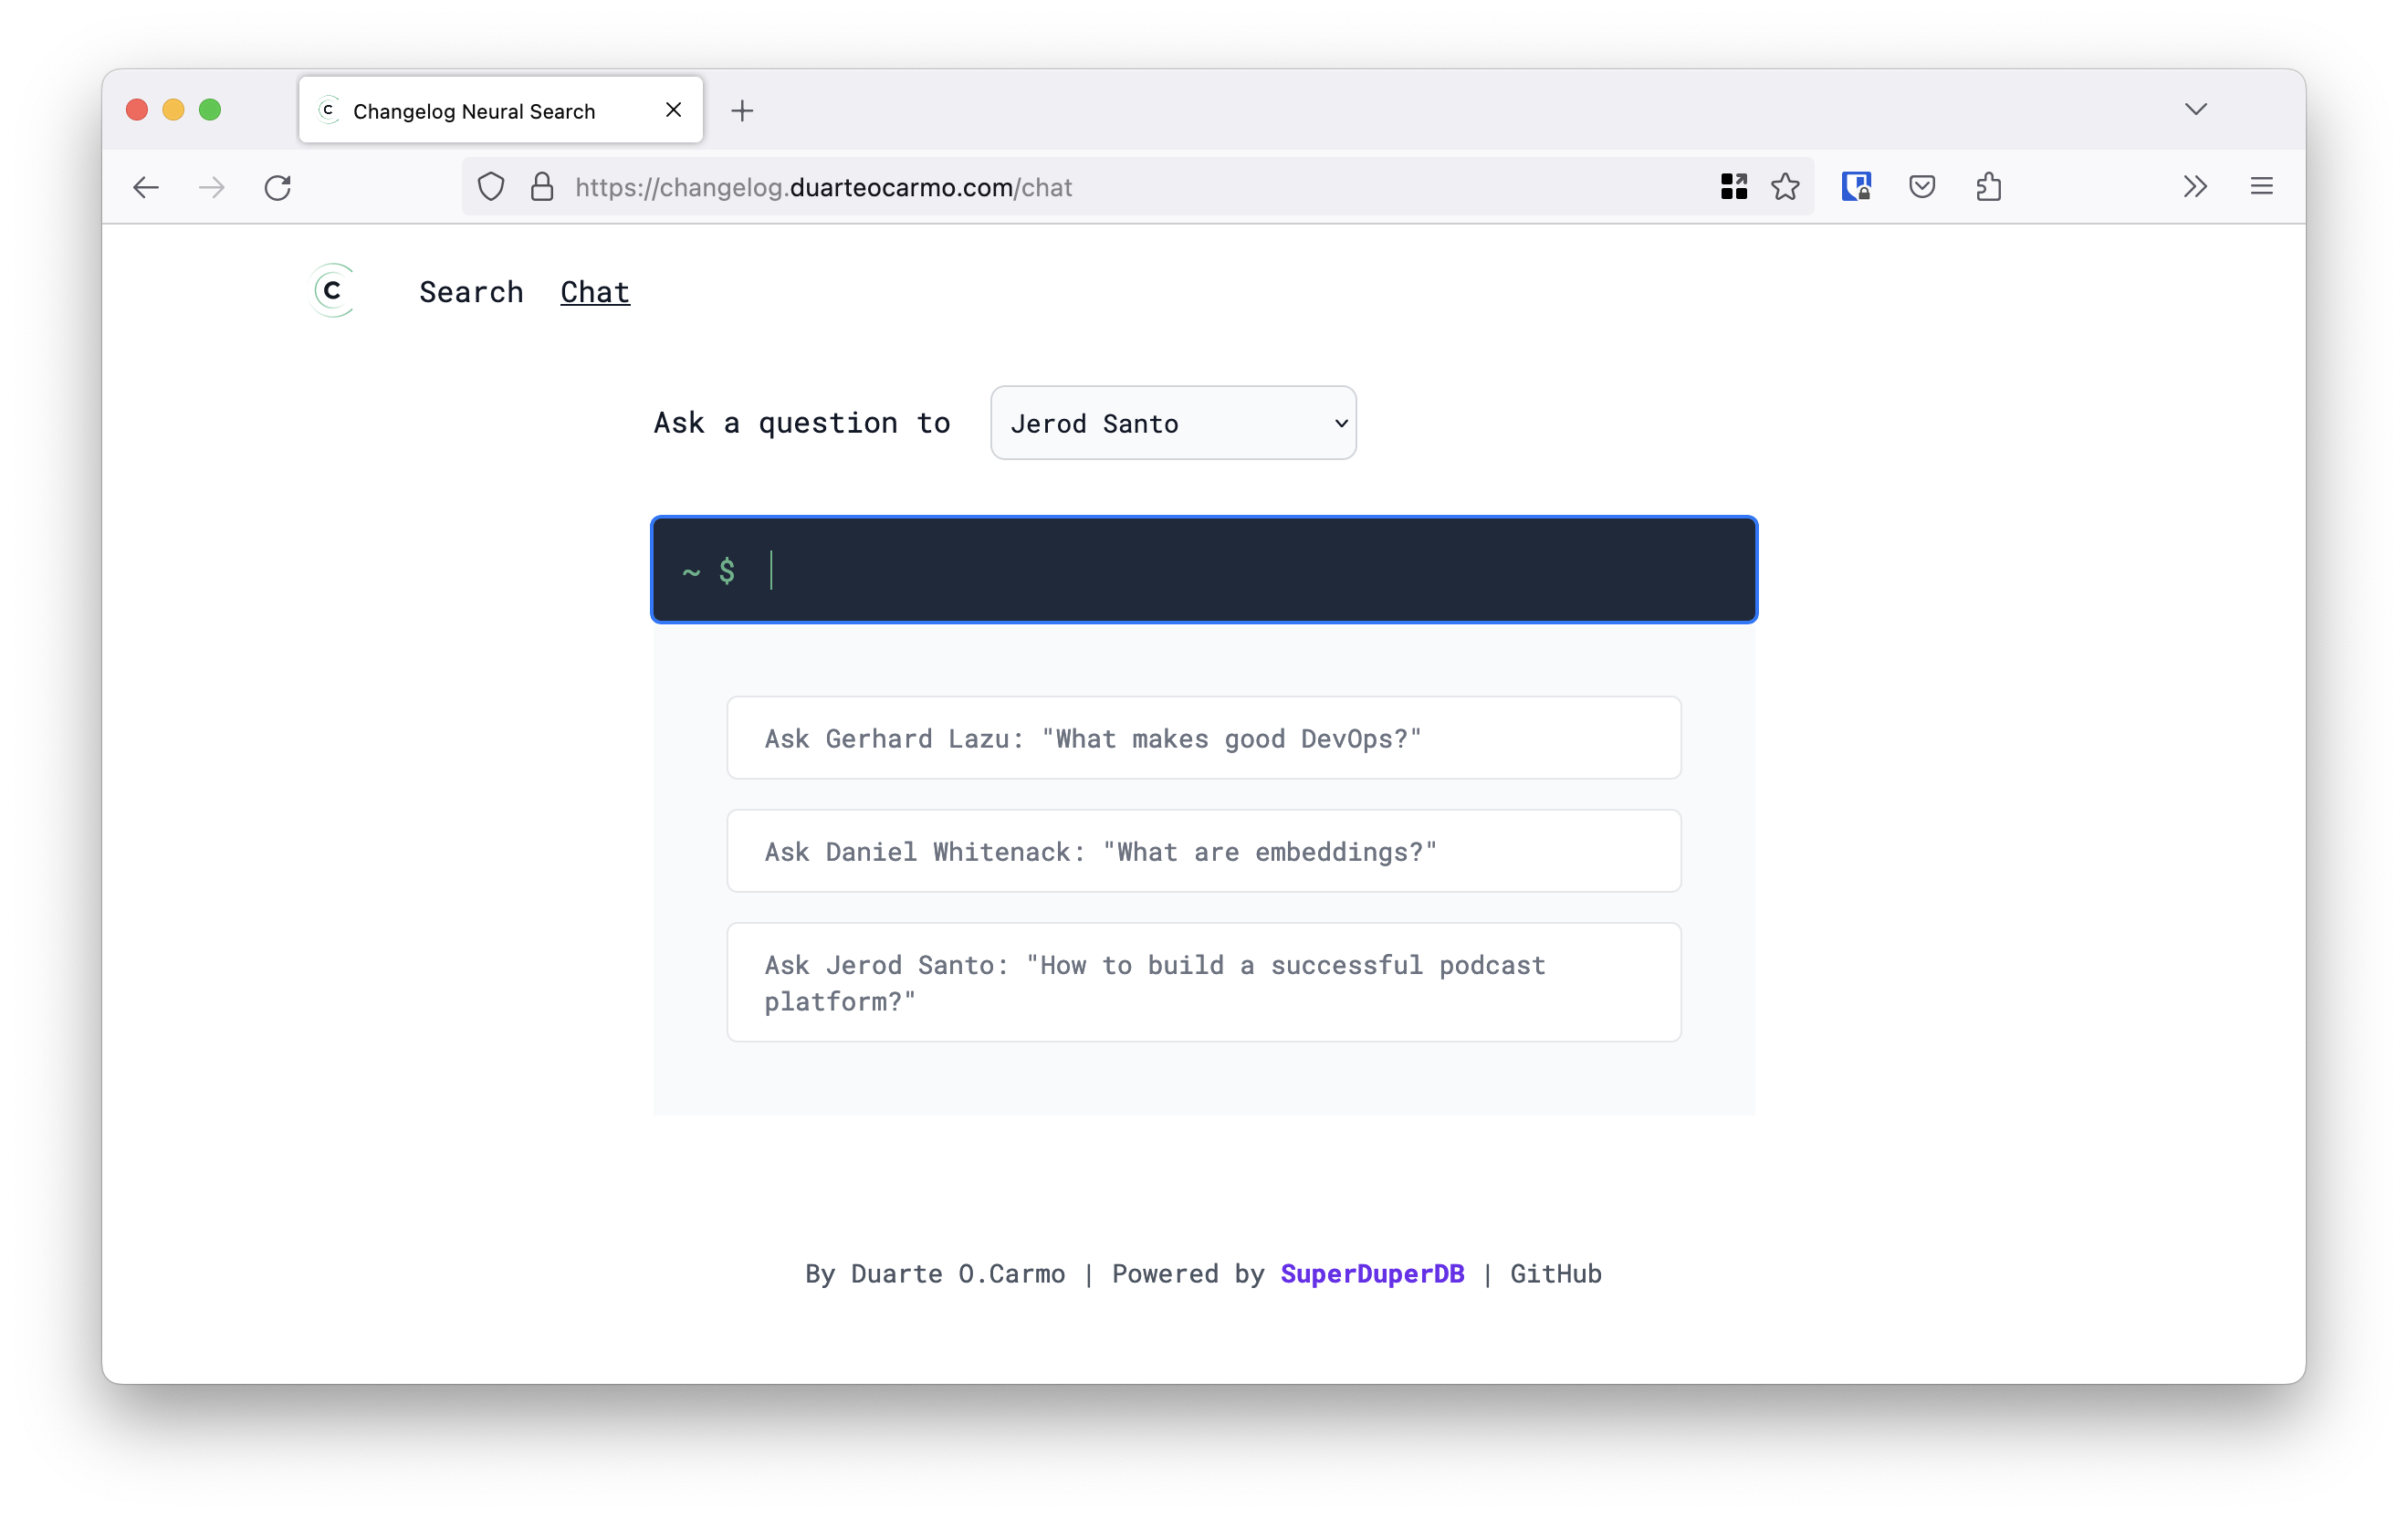 C Changelog Neural Search
https://changelog.duarteocarmo.com/chat
C Search Chat
Ask a question to Jerod Santo
~ $
Ask Gerhard Lazu: "What makes good DevOps?"
Ask Daniel Whitenack: "What are embeddings?"
Ask Jerod Santo: "How to build a successful podcast
platform?"
By Duarte O.Carmo | Powered by SuperDuperDB | GitHub